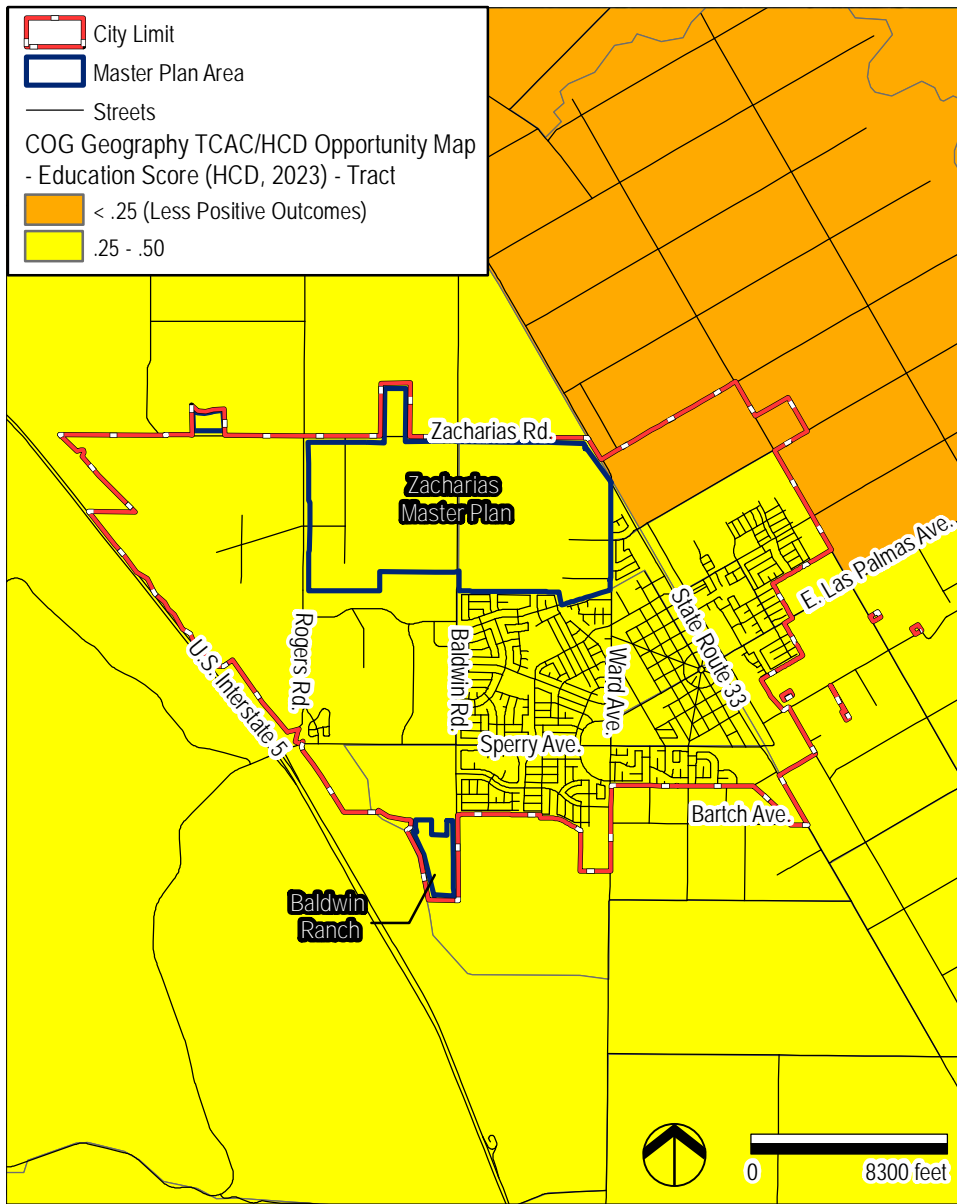 City Limit
Master Plan Area
Streets
COG Geography TCAC/HCD Opportunity Map
- Education Score (HCD, 2023) - Tract
< .25 (Less Positive Outcomes)
.25 - .50
Zacharias Rd.
Zacharias
Master Plan
E. Las Palmas Ave.
State Route 33
Rogers Rd.
Baldwin Rd.
Ward Ave.
U.S. Interstate 5
Sperry Ave.
Bartch Ave.
Baldwin
Ranch
0 8300 feet